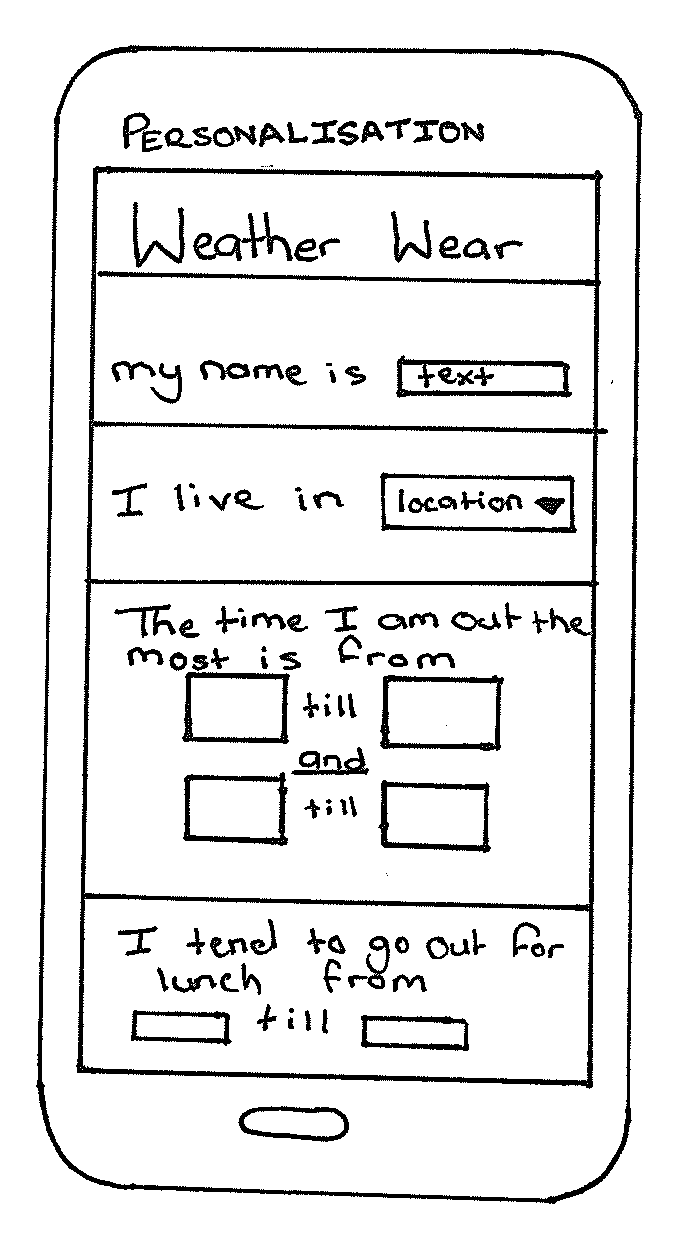 PERSONALISATION
Weather Wear
my name is text
I live in location
The time I am out the
most is from
till
and
till
I tend to go out for
lunch from
till